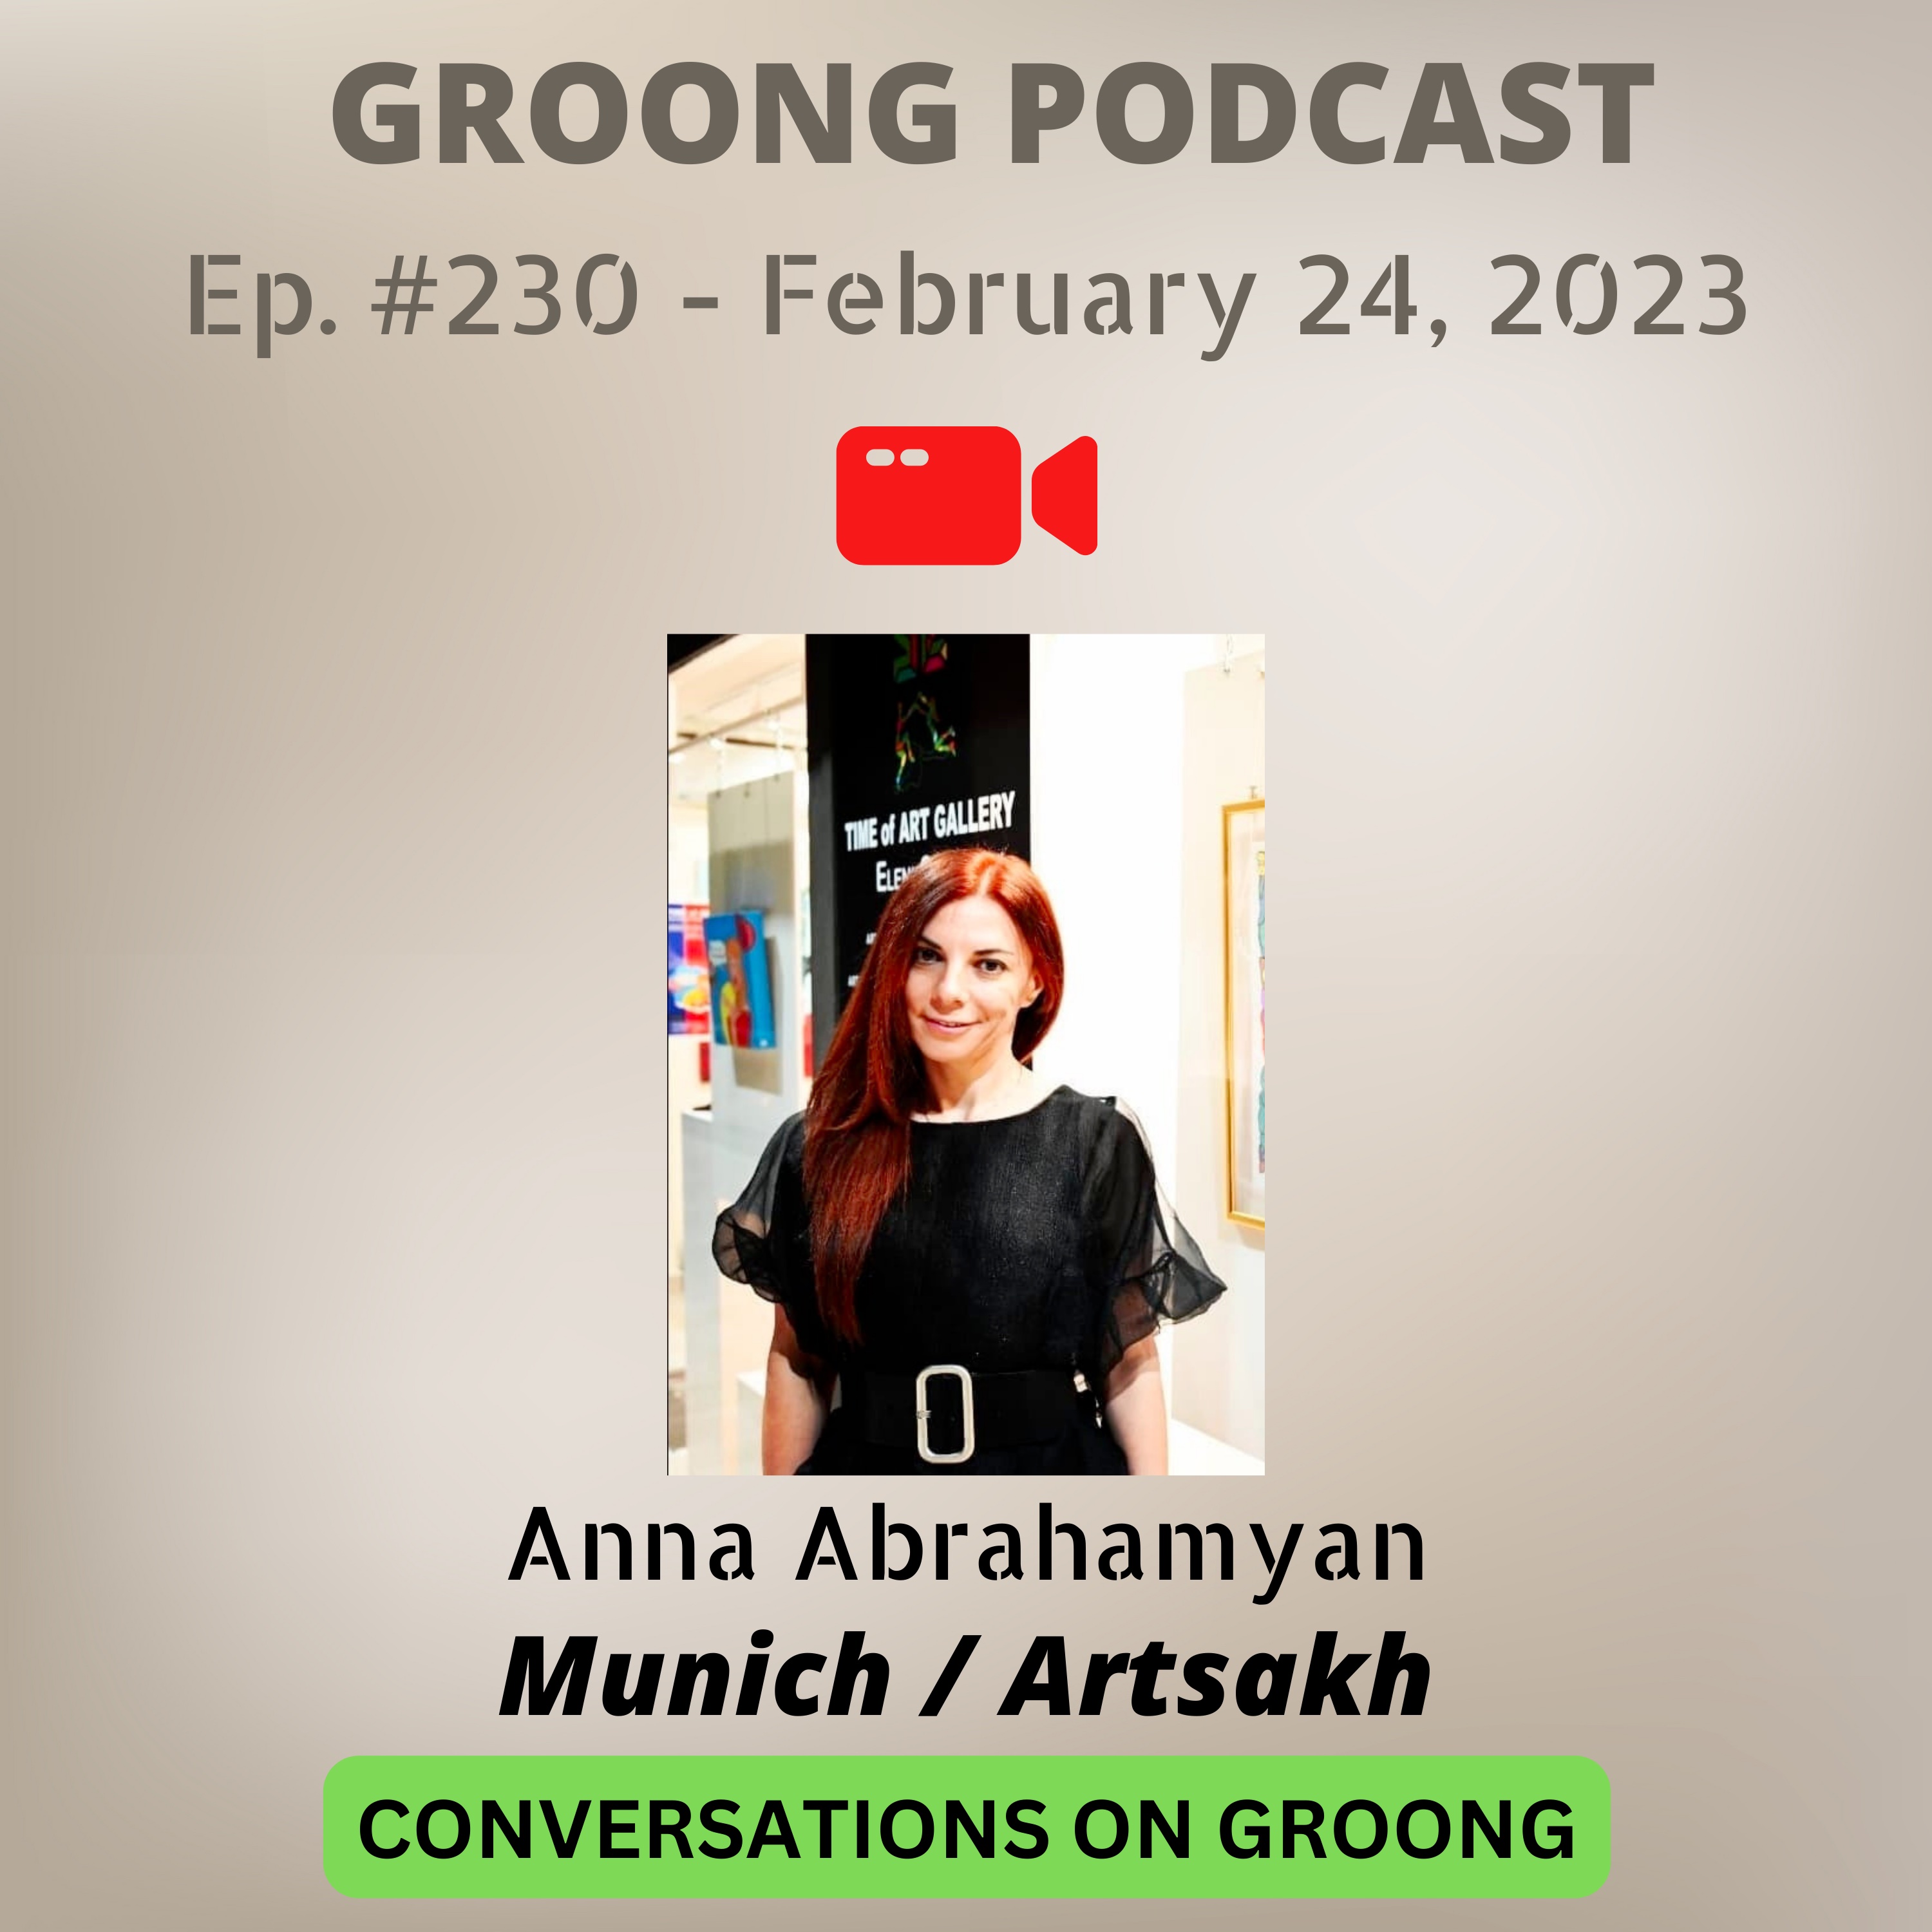 GROONG PODCAST
Ep. #230 - February 24, 2023
TIME of ART GALLERY
Anna Abrahamyan
Munich / Artsakh
CONVERSATIONS ON GROONG